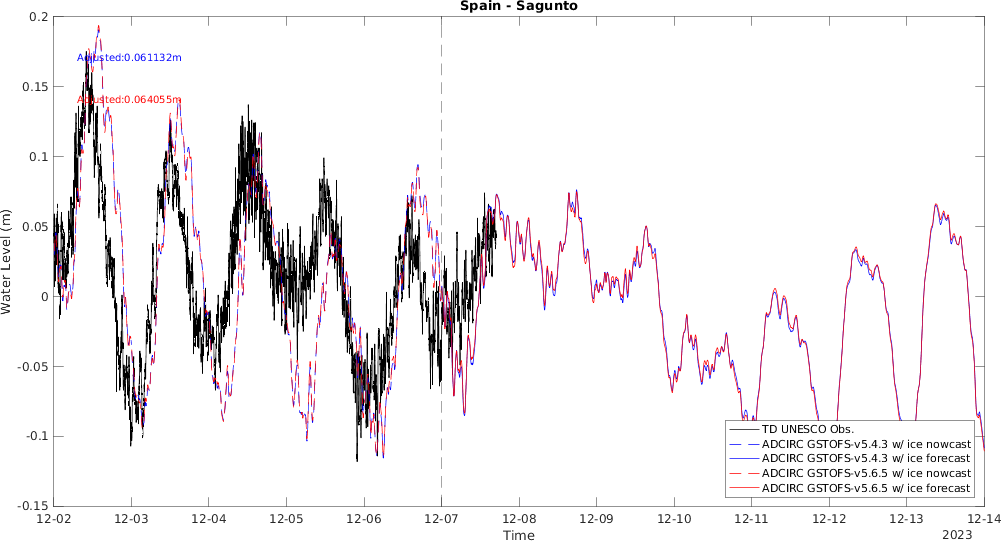 Spain - Sagunto
0.2
0.15
0.1
0.05
0
-0.05
-0.1
-0.15
Water Level (m)
Adjusted:0.061132m
Adjusted:0.064055m
TD UNESCO Obs.
ADCIRC GSTOFS-v5.4.3 w/ ice nowcast
ADCIRC GSTOFS-v5.4.3 w/ ice forecast
ADCIRC GSTOFS-v5.6.5 w/ ice nowcast
ADCIRC GSTOFS-v5.6.5 w/ ice forecast
12-02 12-03 12-04 12-05 12-06 12-07 12-08 12-09 12-10 12-11 12-12 12-13 12-14
Time
2023